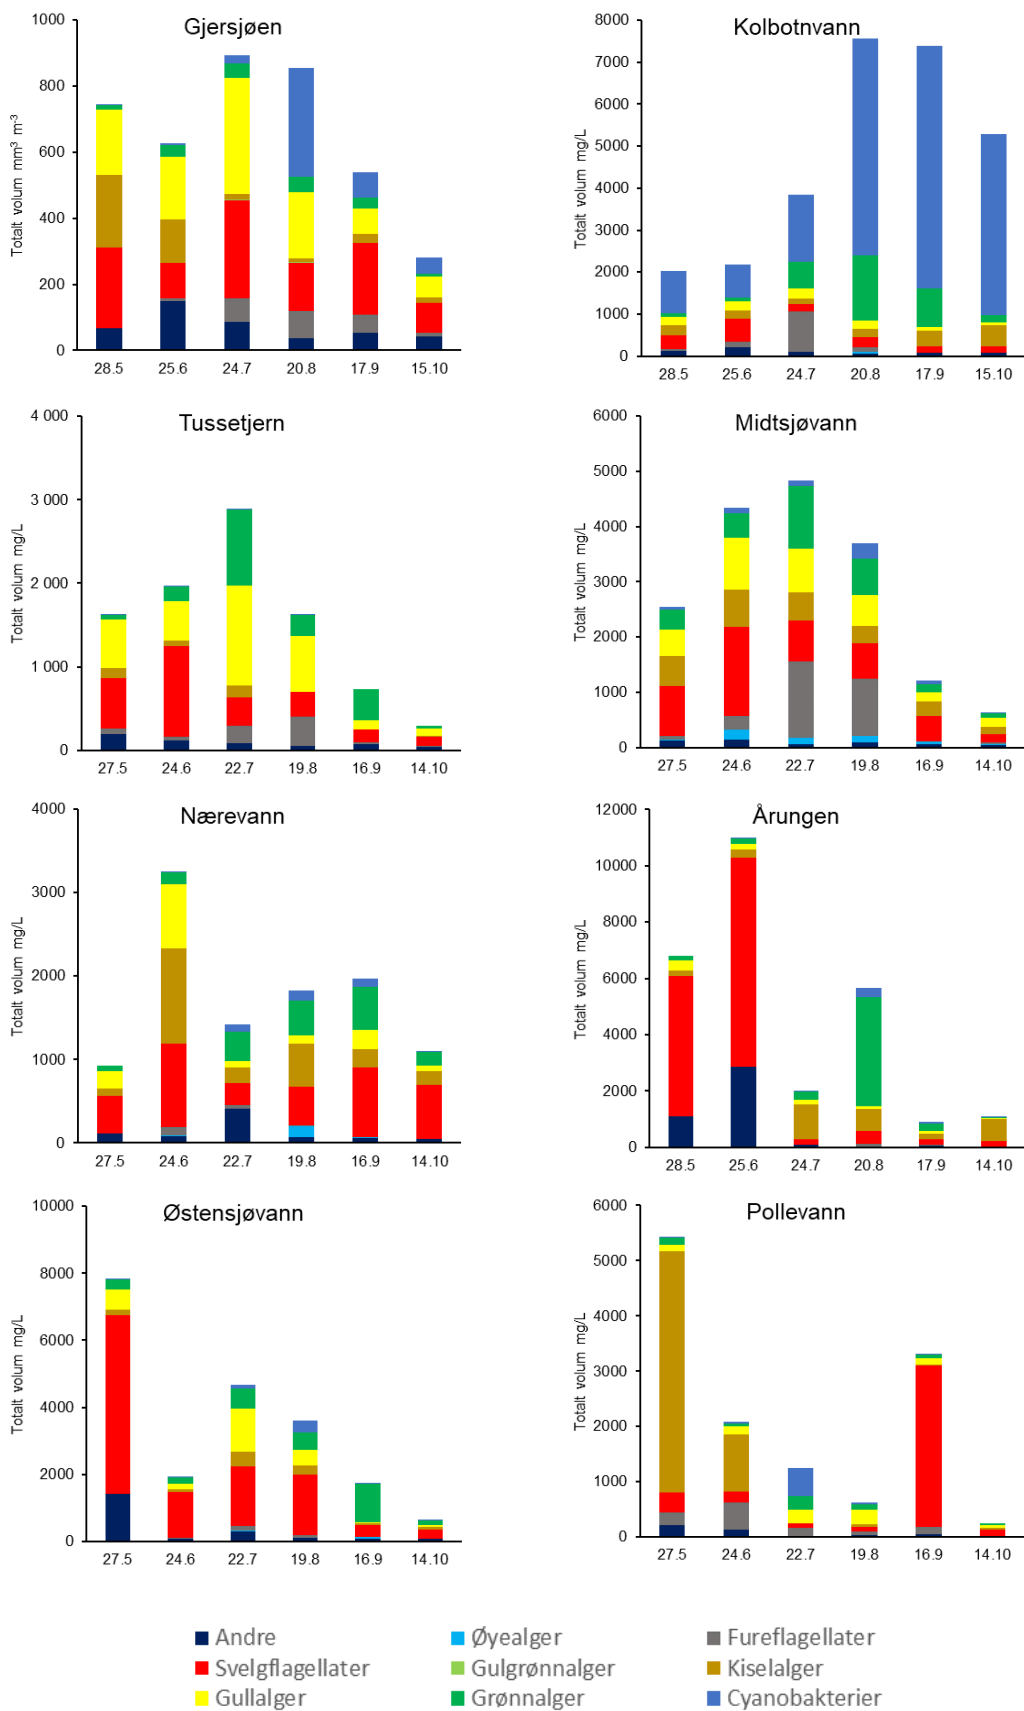 Gjersjøen
Totalt volum mm³ m⁻³
1000
800
600
400
200
0
28.5 25.6 24.7 20.8 17.9 15.10
Kolbotnvann
Totalt volum mg/L
8000
7000
6000
5000
4000
3000
2000
1000
0
28.5 25.6 24.7 20.8 17.9 15.10
Tussetjern
Totalt volum mg/L
4 000
3 000
2 000
1 000
0
27.5 24.6 22.7 19.8 16.9 14.10
Midtsjøvann
Totalt volum mg/L
6000
5000
4000
3000
2000
1000
0
27.5 24.6 22.7 19.8 16.9 14.10
Nærevann
Totalt volum mg/L
4000
3000
2000
1000
0
27.5 24.6 22.7 19.8 16.9 14.10
Årungen
Totalt volum mg/L
12000
10000
8000
6000
4000
2000
0
28.5 25.6 24.7 20.8 17.9 14.10
Østensjøvann
Totalt volum mg/L
10000
8000
6000
4000
2000
0
27.5 24.6 22.7 19.8 16.9 14.10
Pollevann
Totalt volum mg/L
6000
5000
4000
3000
2000
1000
0
27.5 24.6 22.7 19.8 16.9 14.10
Andre Øyealger Fureflagellater
Svelgflagellater Gulgrønnalger Kiselalger
Gullalger Grønnalger Cyanobakterier